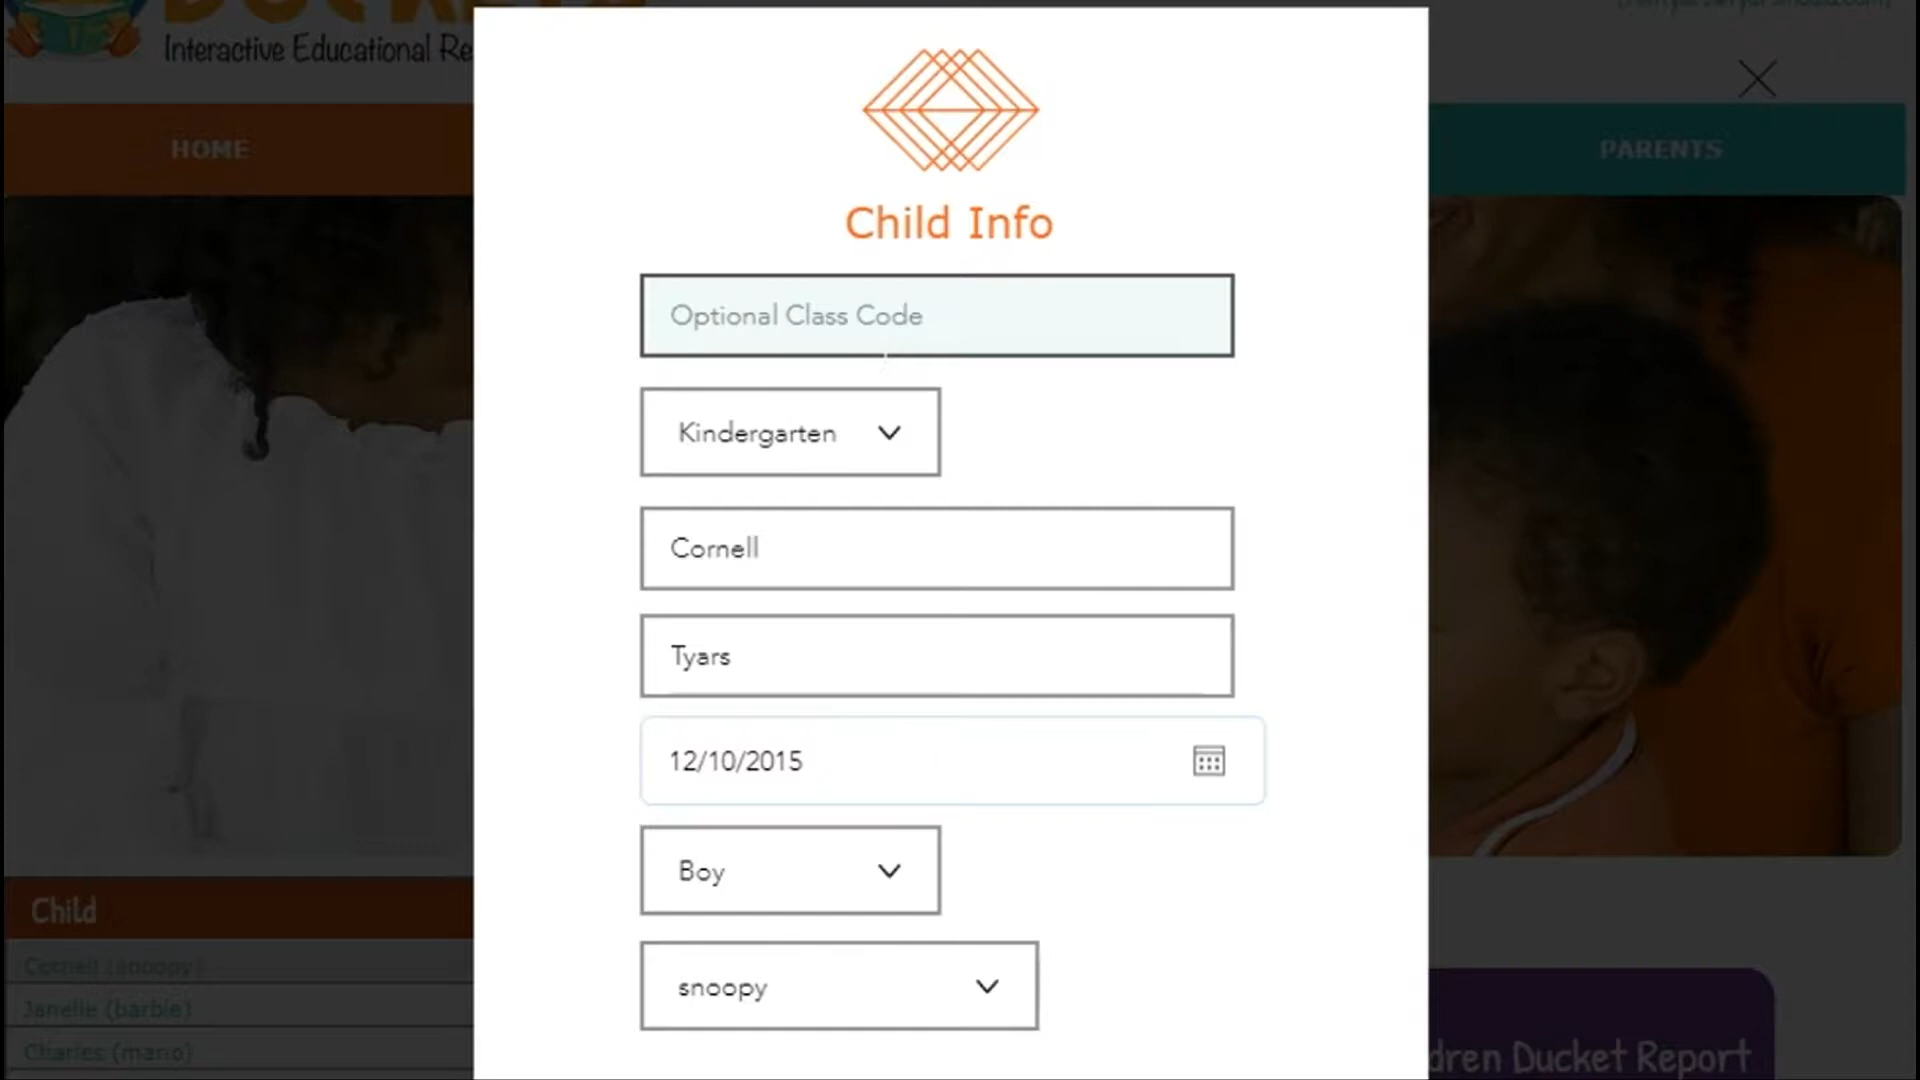 Interactive Educational Re
HOME
PARENTS
Child Info
Optional Class Code
Kindergarten
Cornell
Tyars
12/10/2015
Boy
snoopy
Child
Cornell (snoopy)
Janelle (barbie)
Charles (mario)
dren Ducket Report